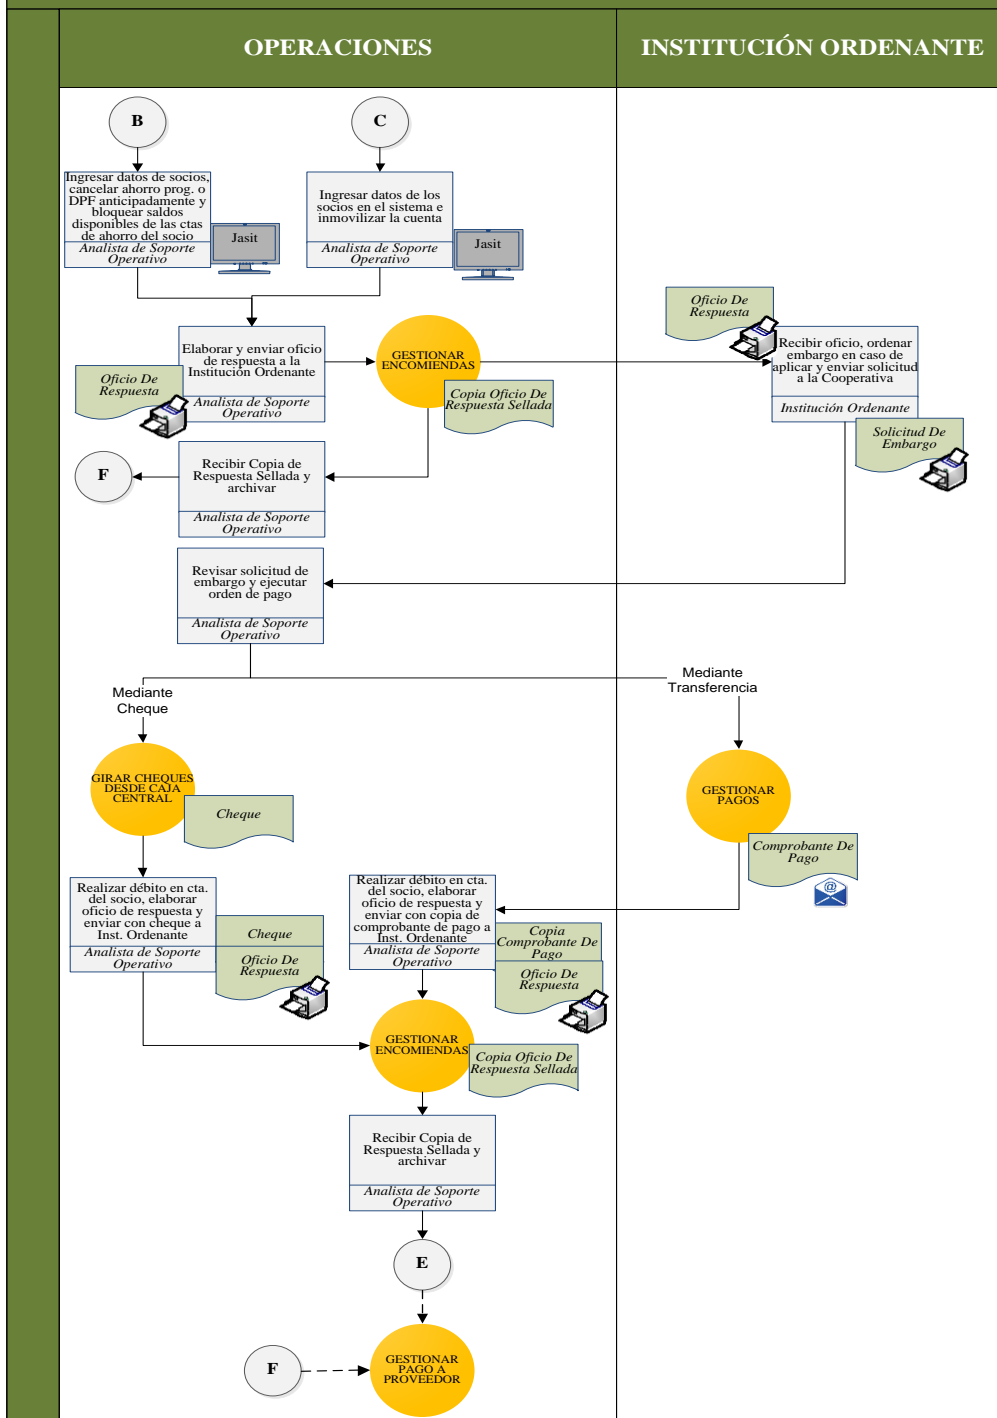 OPERACIONES
INSTITUCIÓN ORDENANTE
B
C
Ingresar datos de socios,
cancelar ahorro prog. o
DPF anticipadamente y
bloquear saldos
disponibles de las ctas
de ahorro del socio
Analista de Soporte
Operativo
Jasit
Ingresar datos de los
socios en el sistema e
inmovilizar la cuenta
Analista de Soporte
Operativo
Jasit
Elaborar y enviar oficio
de respuesta a la
Institución Ordenante
Analista de Soporte
Operativo
Oficio De
Respuesta
GESTIONAR
ENCOMIENDAS
Copia Oficio De
Respuesta Sellada
Oficio De
Respuesta
Recibir oficio, ordenar
embargo en caso de
aplicar y enviar solicitud
a la Cooperativa
Institución Ordenante
Solicitud De
Embargo
F
Recibir Copia de
Respuesta Sellada y
archivar
Analista de Soporte
Operativo
Revisar solicitud de
embargo y ejecutar
orden de pago
Analista de Soporte
Operativo
Mediante
Cheque
Mediante
Transferencia
GIRAR CHEQUES
DESDE CAJA
CENTRAL
Cheque
GESTIONAR
PAGOS
Comprobante De
Pago
@
Realizar débito en cta.
del socio, elaborar
oficio de respuesta y
enviar con cheque a
Inst. Ordenante
Analista de Soporte
Operativo
Cheque
Oficio De
Respuesta
Realizar débito en cta.
del socio, elaborar
oficio de respuesta y
enviar con copia de
comprobante de pago a
Inst. Ordenante
Analista de Soporte
Operativo
Copia
Comprobante De
Pago
Oficio De
Respuesta
GESTIONAR
ENCOMIENDAS
Copia Oficio De
Respuesta Sellada
Recibir Copia de
Respuesta Sellada y
archivar
Analista de Soporte
Operativo
E
F
GESTIONAR
PAGO A
PROVEEDOR